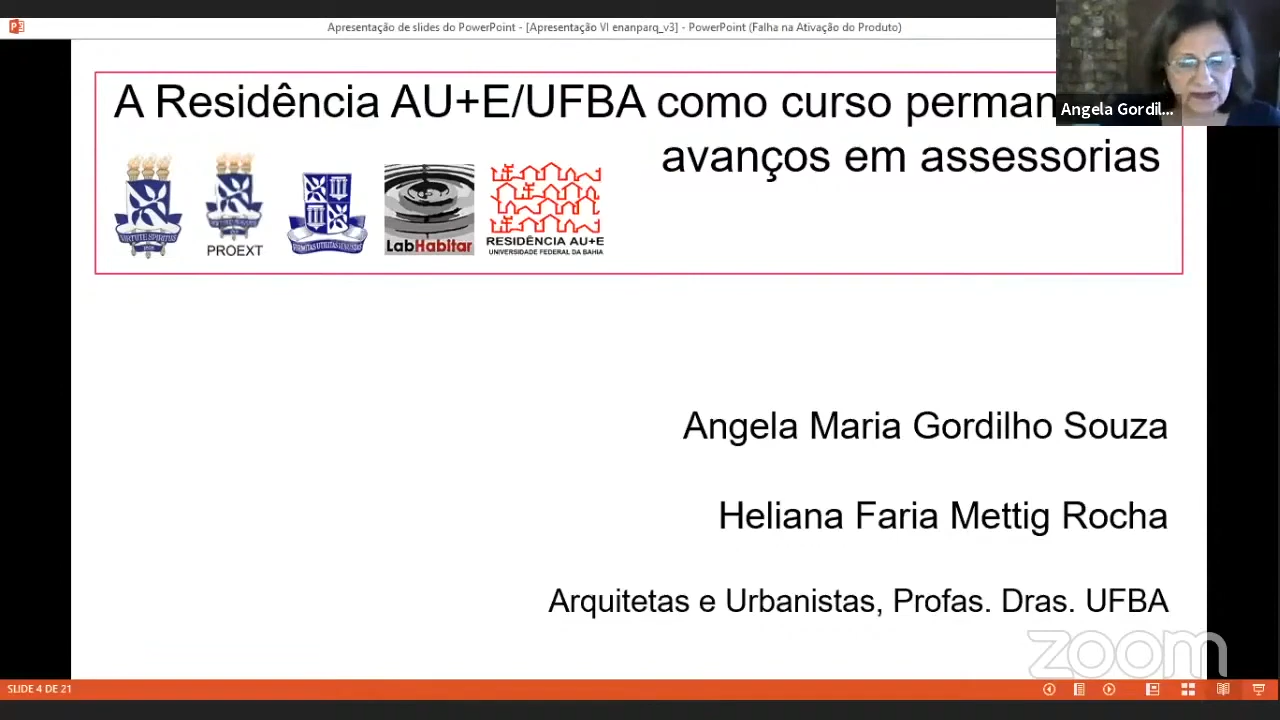 Apresentação de slides do PowerPoint - [Apresentação VI enanparq_v3] - PowerPoint (Falha na Ativação do Produto)
A Residência AU+E/UFBA como curso perman
avanços em assessorias
Angela Gordil...
VIRTUTE SPIRITUS
PROEXT
LabHabitar
RESIDÊNCIA AU+E
UNIVERSIDADE FEDERAL DA BAHIA
Angela Maria Gordilho Souza
Heliana Faria Mettig Rocha
Arquitetas e Urbanistas, Profas. Dras. UFBA
zoom
SLIDE 4 DE 21